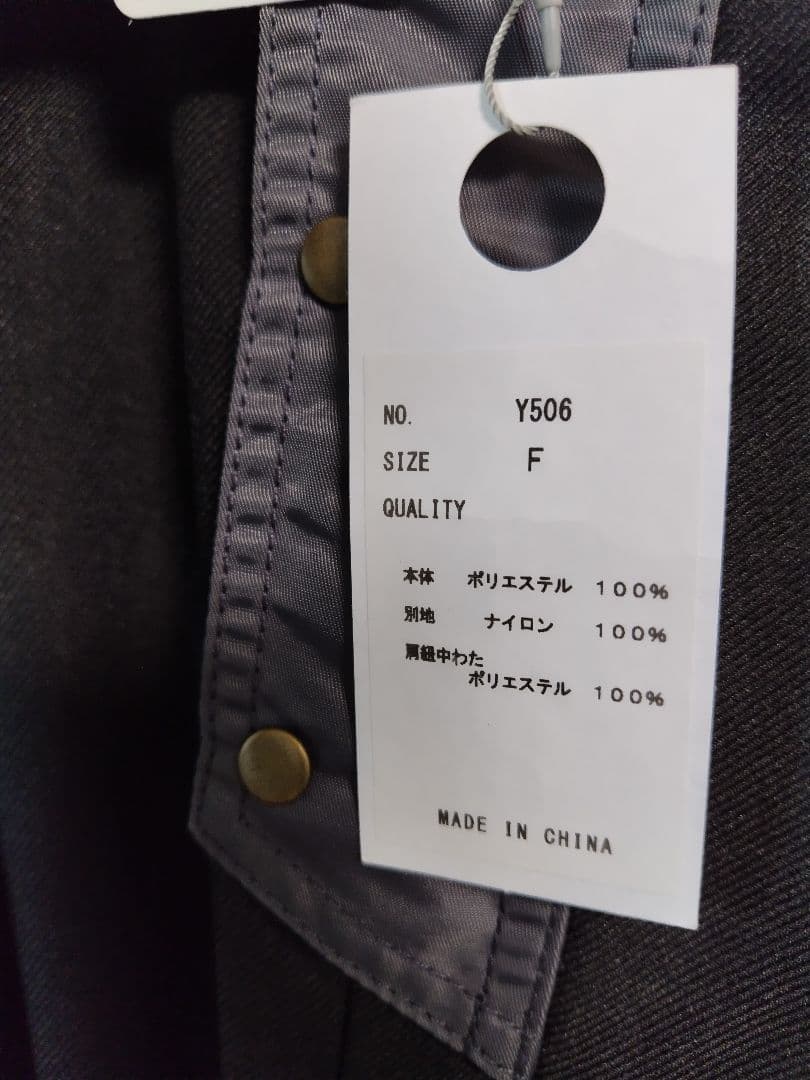 NO. Y506
SIZE F
QUALITY
本体 ポリエステル 100%
別地 ナイロン 100%
肩紐中わた
ポリエステル 100%
MADE IN CHINA